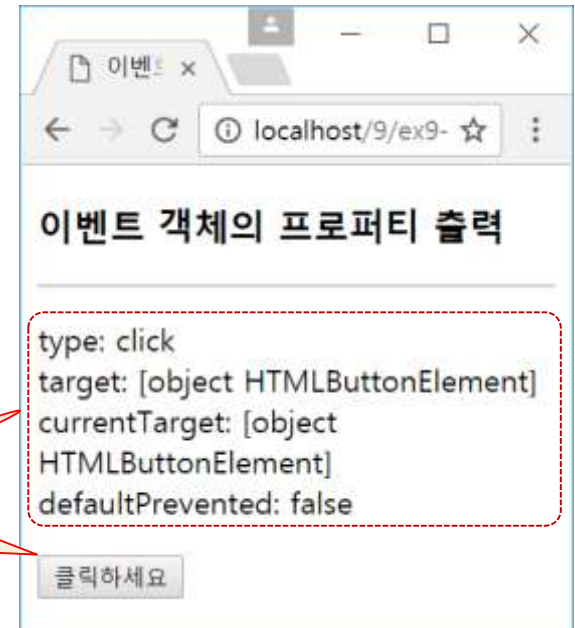 이벤트
localhost/9/ex9-
이벤트 객체의 프로퍼티 출력
type: click
target: [object HTMLButtonElement]
currentTarget: [object
HTMLButtonElement]
defaultPrevented: false
클릭하세요